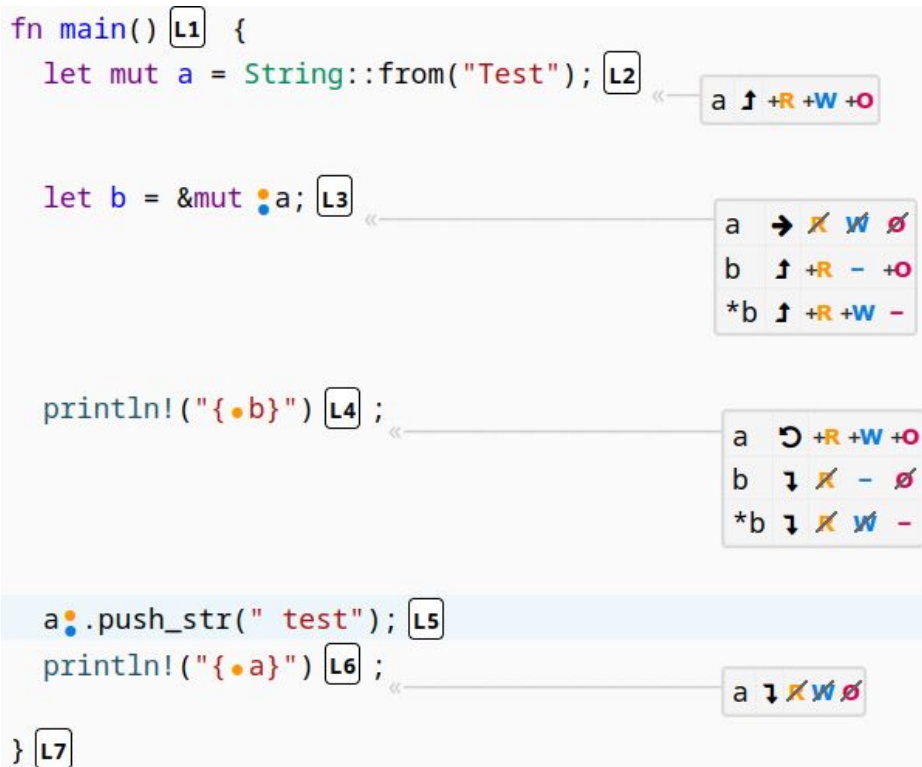 fn main() L1 {
let mut a = String::from("Test"); L2
« a ↥ +R +W +O
let b = &mut a; L3
« a → R W O
b ↥ +R - +O
*b ↥ +R +W -
println!("{b}") L4 ;
« a ↺ +R +W +O
b ↴ R - O
*b ↴ R W -
a.push_str(" test"); L5
println!("{a}") L6 ;
« a ↴ R W O
} L7